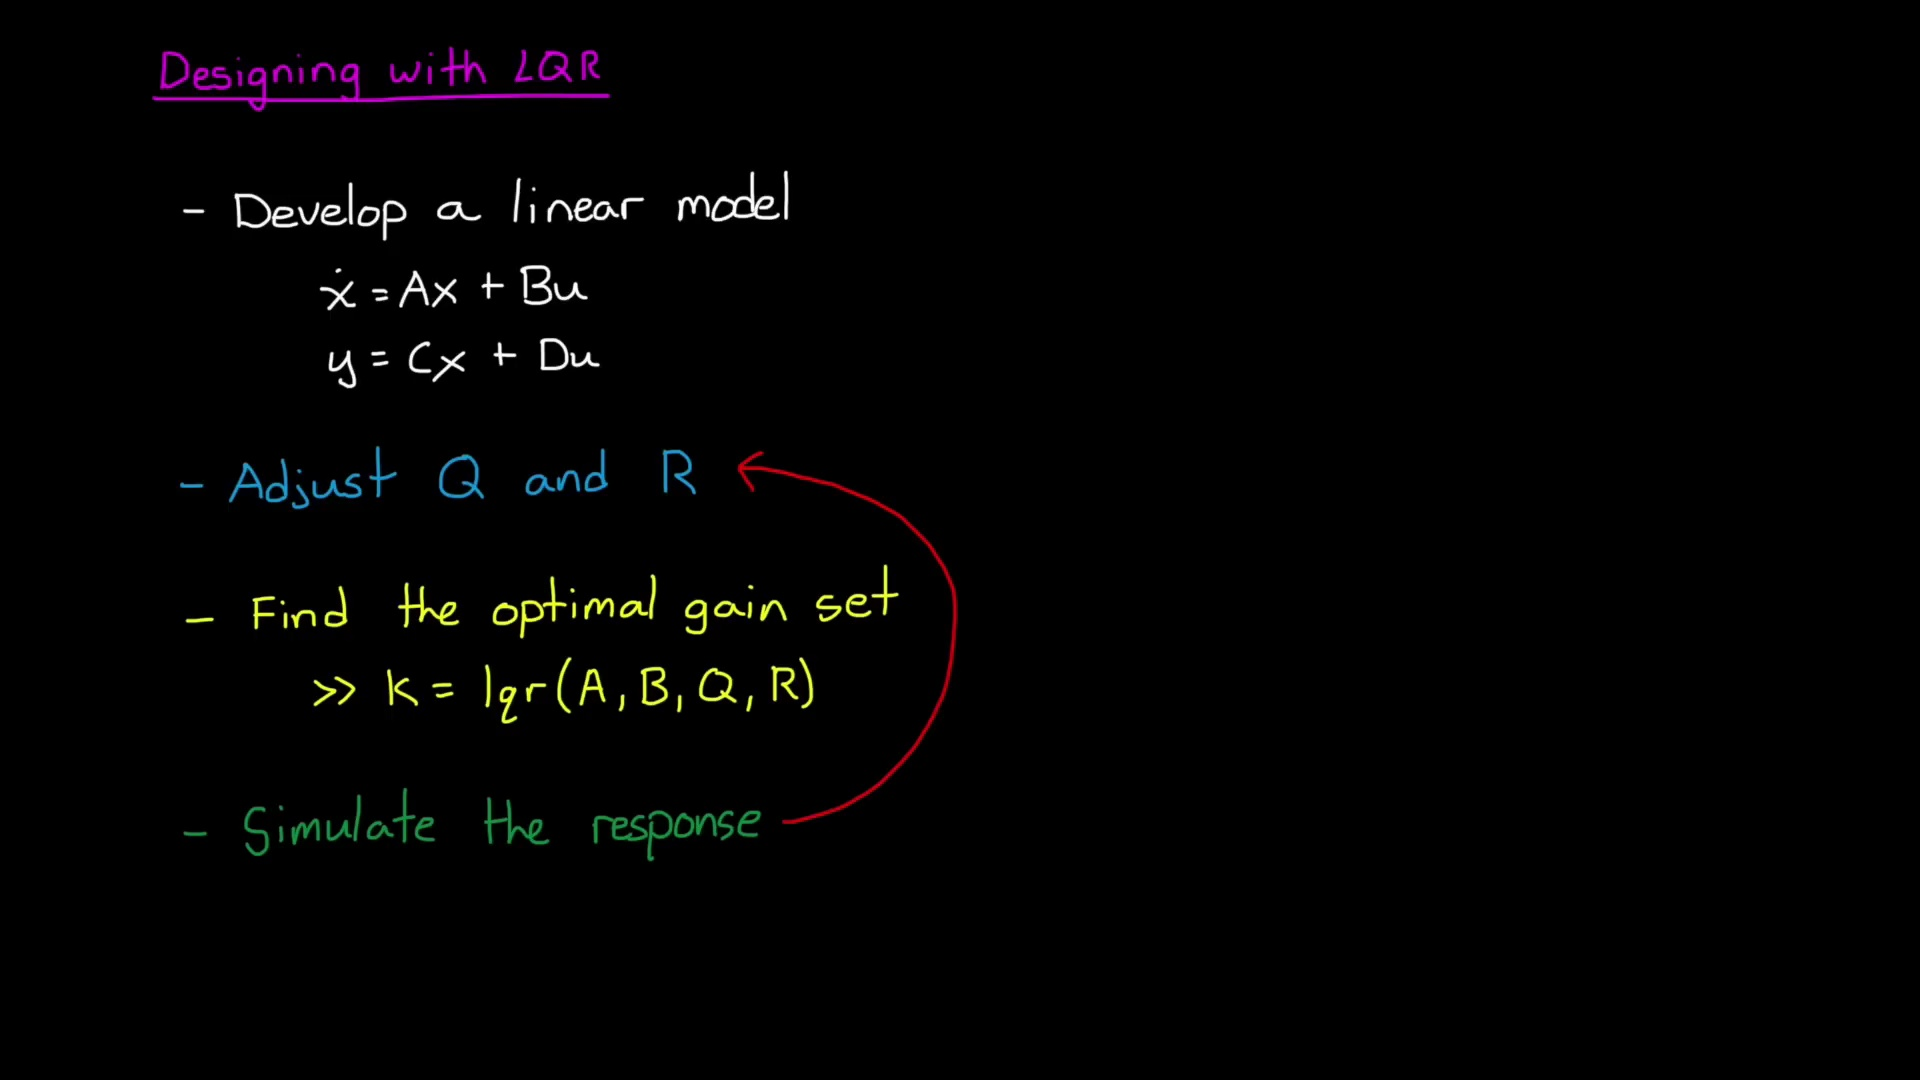 Designing with LQR
- Develop a linear model
ẋ = Ax + Bu
y = Cx + Du
- Adjust Q and R
- Find the optimal gain set
>> K = lqr(A, B, Q, R)
- Simulate the response